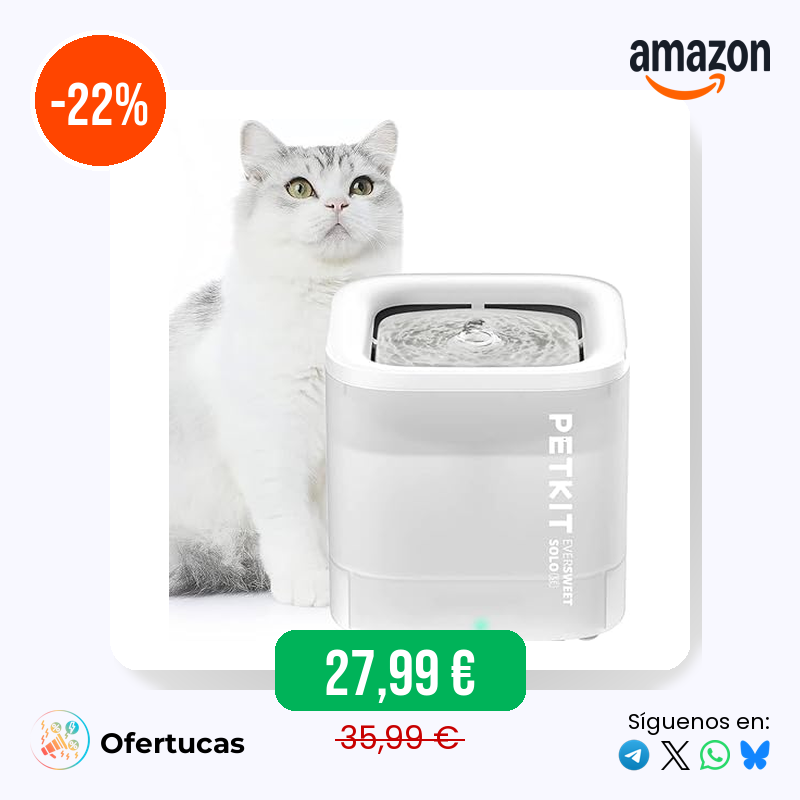 -22%
amazon
PETKIT
EVERSWEET
SOLO SE
27,99 €
35,99 €
Ofertucas
Síguenos en: